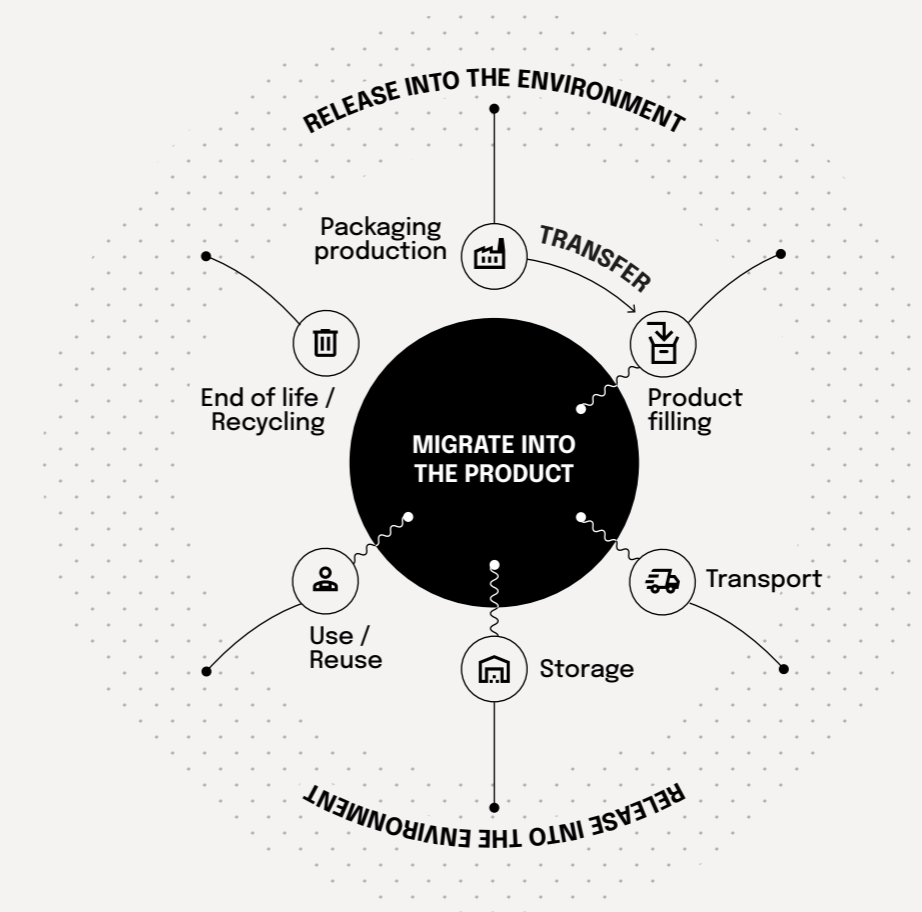 RELEASE INTO THE ENVIRONMENT
Packaging
production
TRANSFER
End of life /
Recycling
Product
filling
MIGRATE INTO
THE PRODUCT
Transport
Use /
Reuse
Storage
RELEASE INTO THE ENVIRONMENT